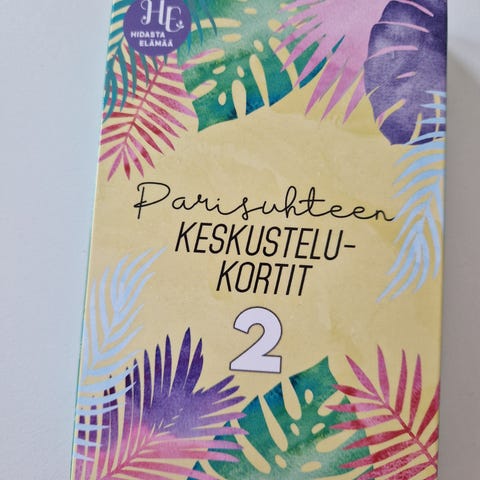 HE
HIDASTA
ELÄMÄÄ
Parisuhteen
KESKUSTELU-
KORTIT
2